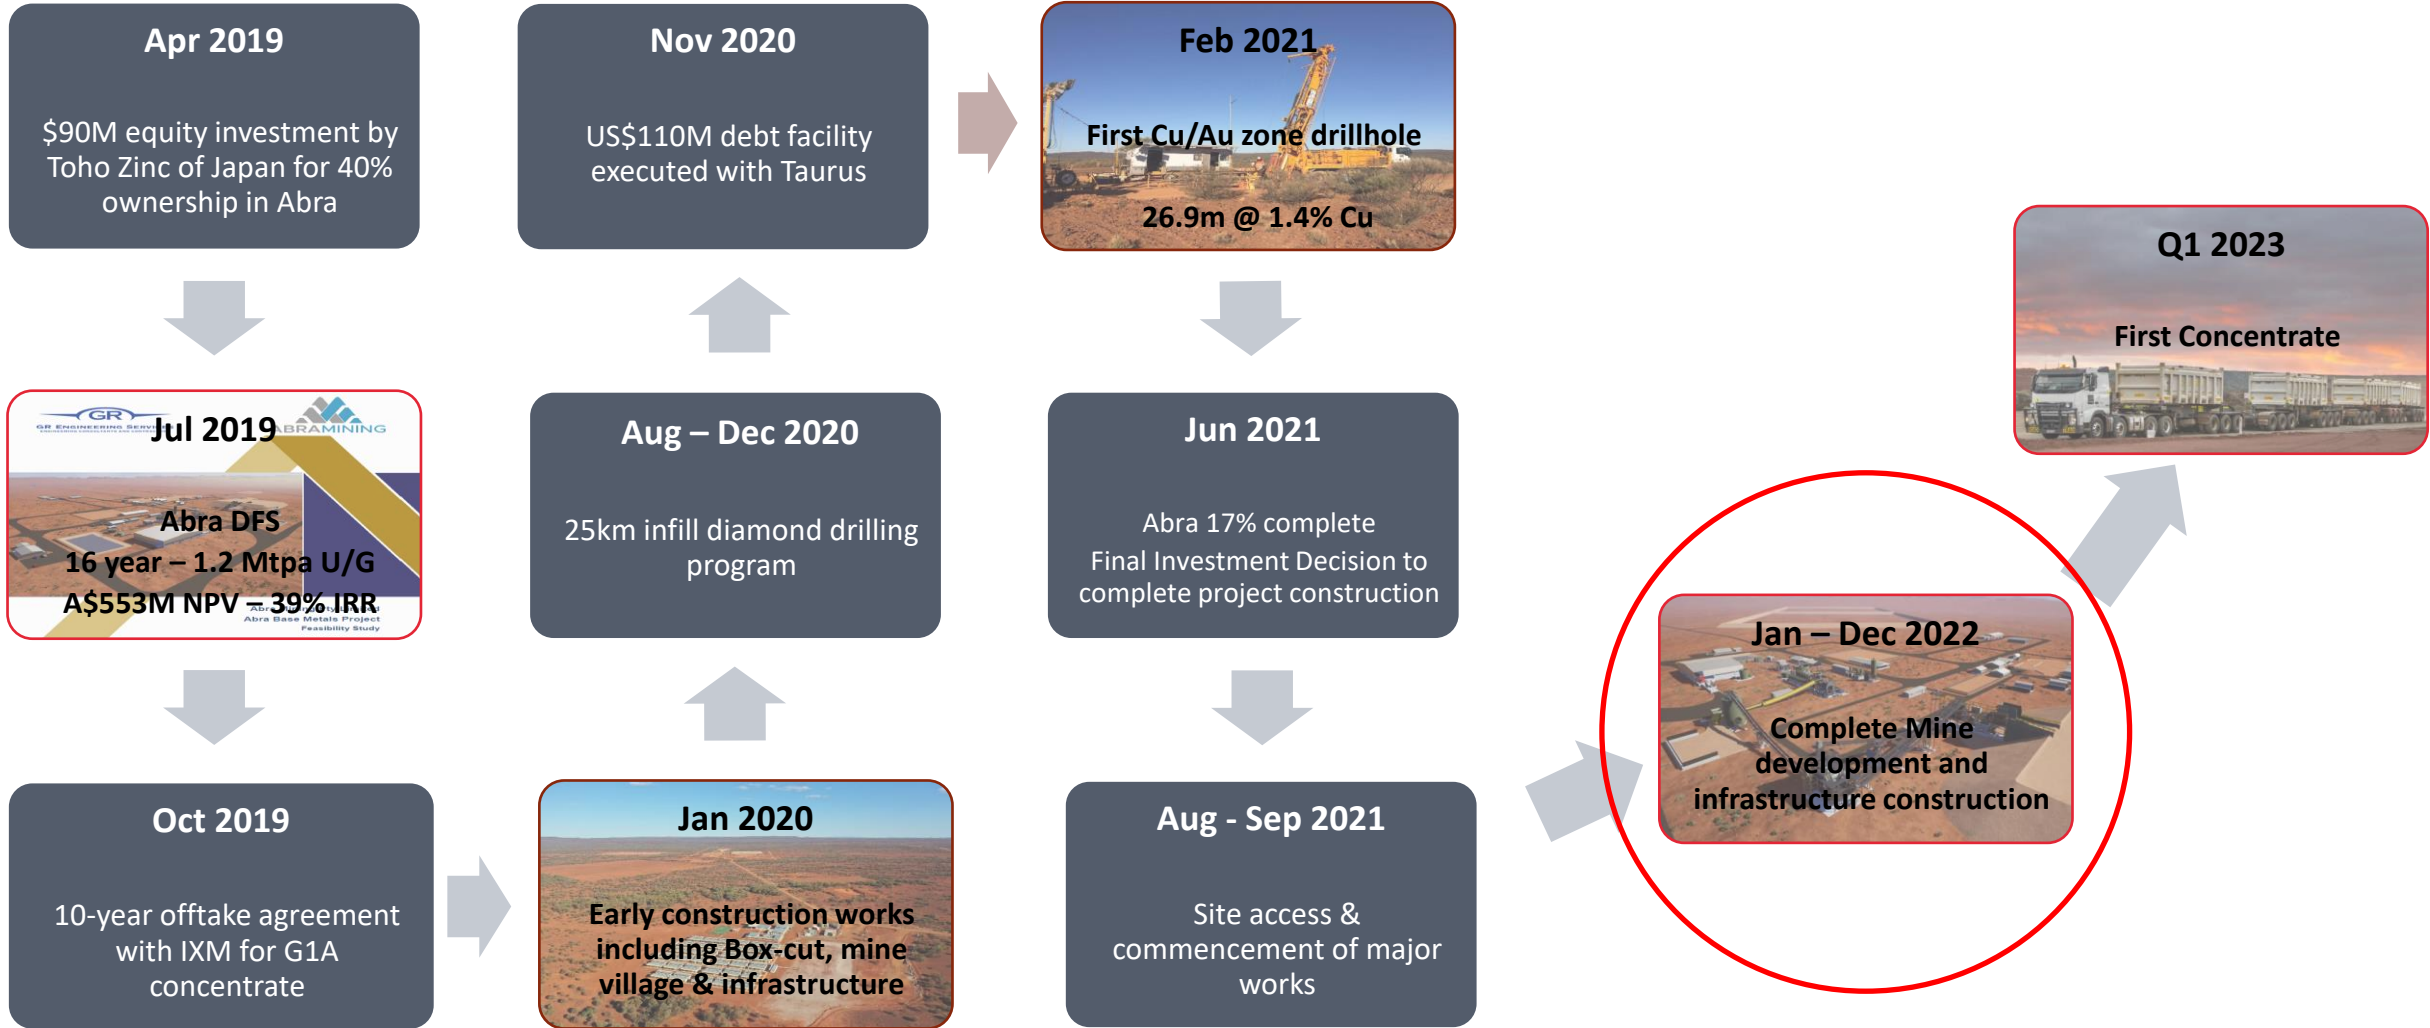 Apr 2019
$90M equity investment by
Toho Zinc of Japan for 40%
ownership in Abra
GR
GR ENGINEERING SERVI
ABRAMINING
Jul 2019
Abra DFS
16 year – 1.2 Mtpa U/G
A$553M NPV – 39% IRR
Abra Base Metals Project
Feasibility Study
Oct 2019
10-year offtake agreement
with IXM for G1A
concentrate
Jan 2020
Early construction works
including Box-cut, mine
village & infrastructure
Aug – Dec 2020
25km infill diamond drilling
program
Nov 2020
US$110M debt facility
executed with Taurus
Feb 2021
First Cu/Au zone drillhole
26.9m @ 1.4% Cu
Jun 2021
Abra 17% complete
Final Investment Decision to
complete project construction
Aug - Sep 2021
Site access &
commencement of major
works
Jan – Dec 2022
Complete Mine
development and
infrastructure construction
Q1 2023
First Concentrate